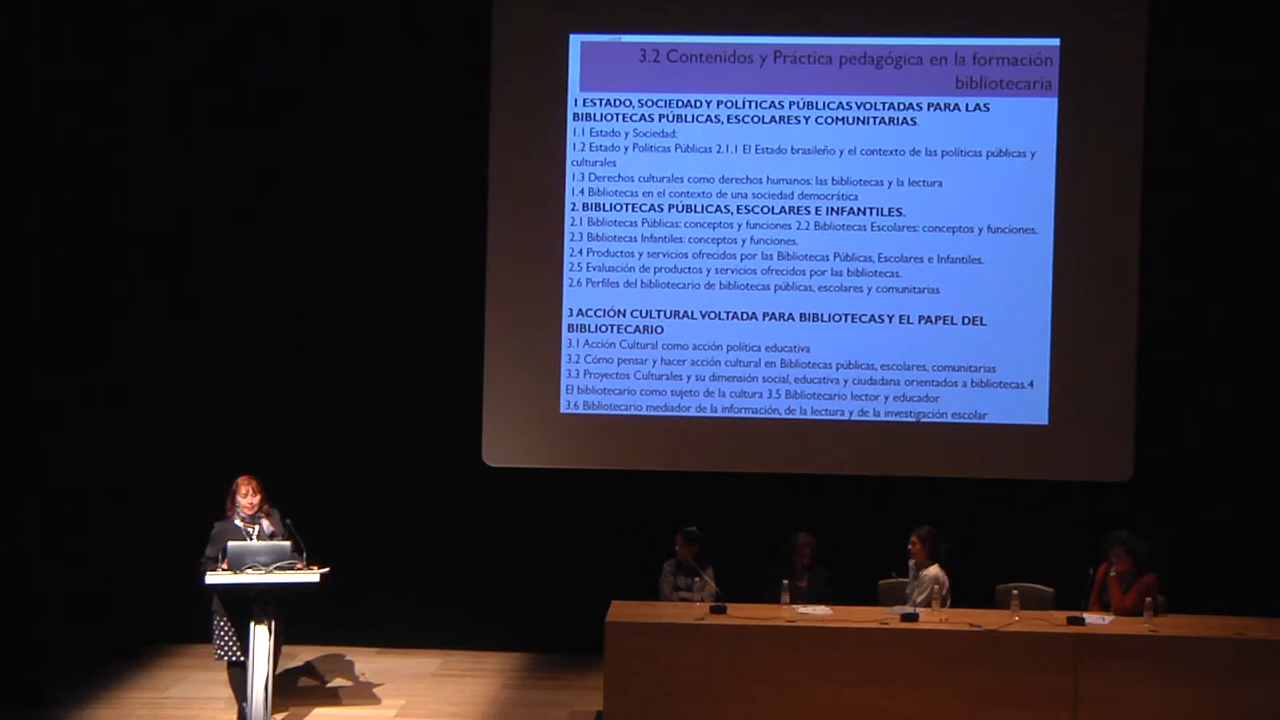 3.2 Contenidos y Práctica pedagógica en la formación
bibliotecaria
1 ESTADO, SOCIEDAD Y POLÍTICAS PÚBLICAS VOLTADAS PARA LAS
BIBLIOTECAS PÚBLICAS, ESCOLARES Y COMUNITARIAS.
1.1 Estado y Sociedad:
1.2 Estado y Políticas Públicas 2.1.1 El Estado brasileño y el contexto de las políticas públicas y
culturales
1.3 Derechos culturales como derechos humanos: las bibliotecas y la lectura
1.4 Bibliotecas en el contexto de una sociedad democrática
2. BIBLIOTECAS PÚBLICAS, ESCOLARES E INFANTILES.
2.1 Bibliotecas Públicas: conceptos y funciones 2.2 Bibliotecas Escolares: conceptos y funciones.
2.3 Bibliotecas Infantiles: conceptos y funciones.
2.4 Productos y servicios ofrecidos por las Bibliotecas Públicas, Escolares e Infantiles.
2.5 Evaluación de productos y servicios ofrecidos por las bibliotecas.
2.6 Perfiles del bibliotecario de bibliotecas públicas, escolares y comunitarias
3 ACCIÓN CULTURAL VOLTADA PARA BIBLIOTECAS Y EL PAPEL DEL
BIBLIOTECARIO
3.1 Acción Cultural como acción política educativa
3.2 Cómo pensar y hacer acción cultural en Bibliotecas públicas, escolares, comunitarias
3.3 Proyectos Culturales y su dimensión social, educativa y ciudadana orientados a bibliotecas.4
El bibliotecario como sujeto de la cultura 3.5 Bibliotecario lector y educador
3.6 Bibliotecario mediador de la información, de la lectura y de la investigación escolar